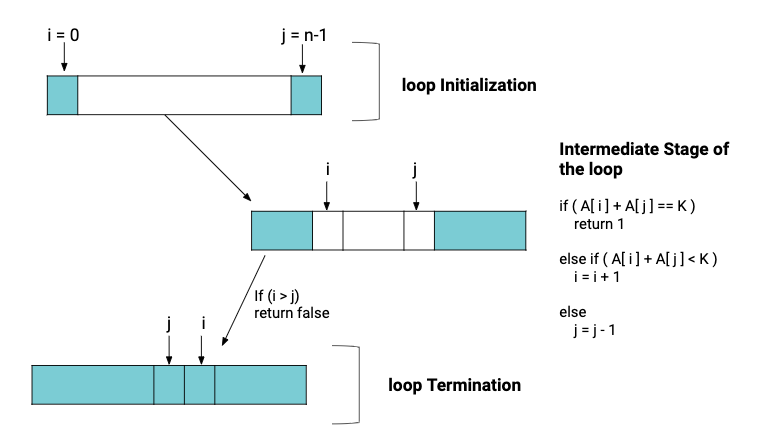 i = 0
j = n-1
loop Initialization
Intermediate Stage of
the loop
i
j
if ( A[ i ] + A[ j ] == K )
return 1
else if ( A[ i ] + A[ j ] < K )
i = i + 1
else
j = j - 1
If (i > j)
return false
j
i
loop Termination